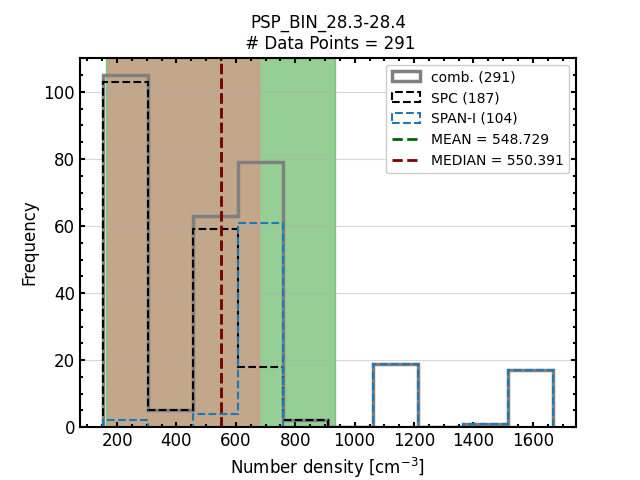 PSP_BIN_28.3-28.4
# Data Points = 291
comb. (291)
SPC (187)
SPAN-I (104)
MEAN = 548.729
MEDIAN = 550.391
Frequency
100
80
60
40
20
0
200 400 600 800 1000 1200 1400 1600
Number density [cm⁻³]